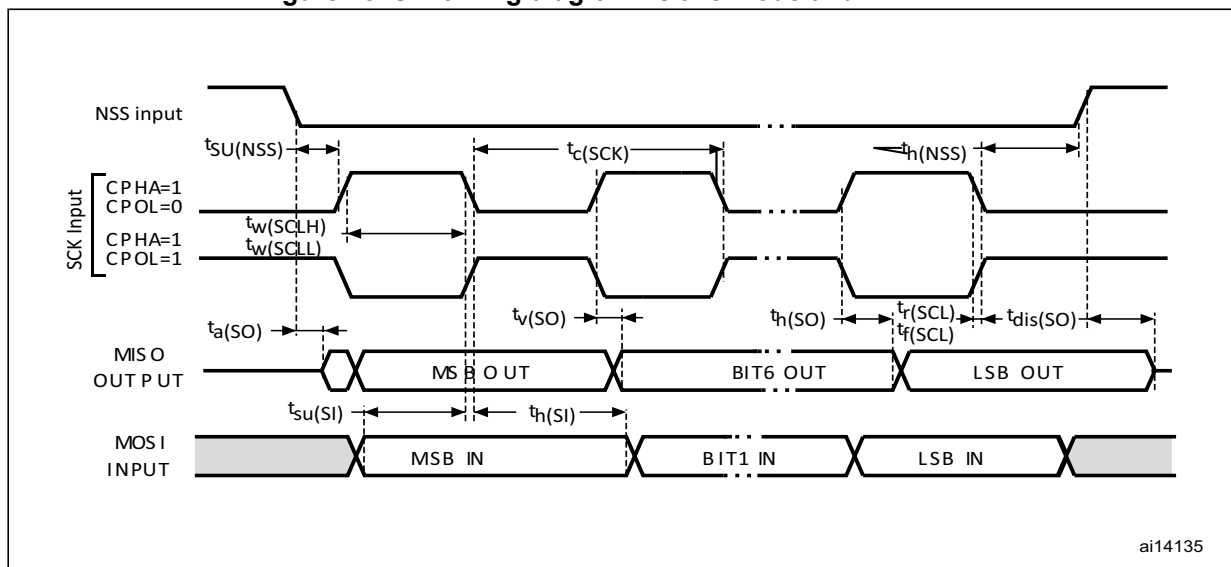 NSS input
tSU(NSS)
tc(SCK)
th(NSS)
SCK Input
CPHA=1
CPOL=0
tw(SCLH)
CPHA=1
tw(SCLL)
CPOL=1
ta(SO)
tv(SO)
th(SO)
tr(SCL)
tf(SCL)
tdis(SO)
MISO
OUTPUT
MSB OUT
BIT6 OUT
LSB OUT
tsu(SI)
th(SI)
MOSI
INPUT
MSB IN
BIT1 IN
LSB IN
ai14135